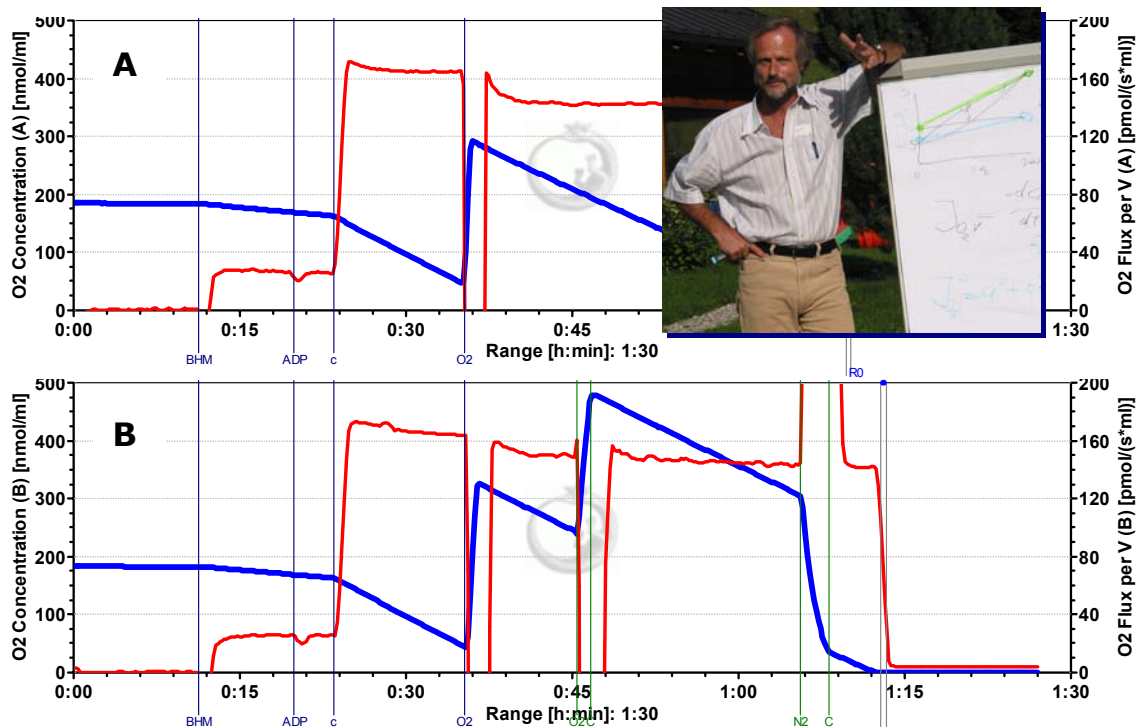 A
O2 Concentration (A) [nmol/ml]
500
400
300
200
100
0
200
160
120
80
40
0
O2 Flux per V (A) [pmol/(s*ml)]
0:00
0:15
0:30
0:45
1:30
Range [h:min]: 1:30
BHM
ADP
c
O2
R0
B
O2 Concentration (B) [nmol/ml]
500
400
300
200
100
0
200
160
120
80
40
0
O2 Flux per V (B) [pmol/(s*ml)]
0:00
0:15
0:30
0:45
1:00
1:15
1:30
Range [h:min]: 1:30
BHM
ADP
c
O2
O2
C
N2
C